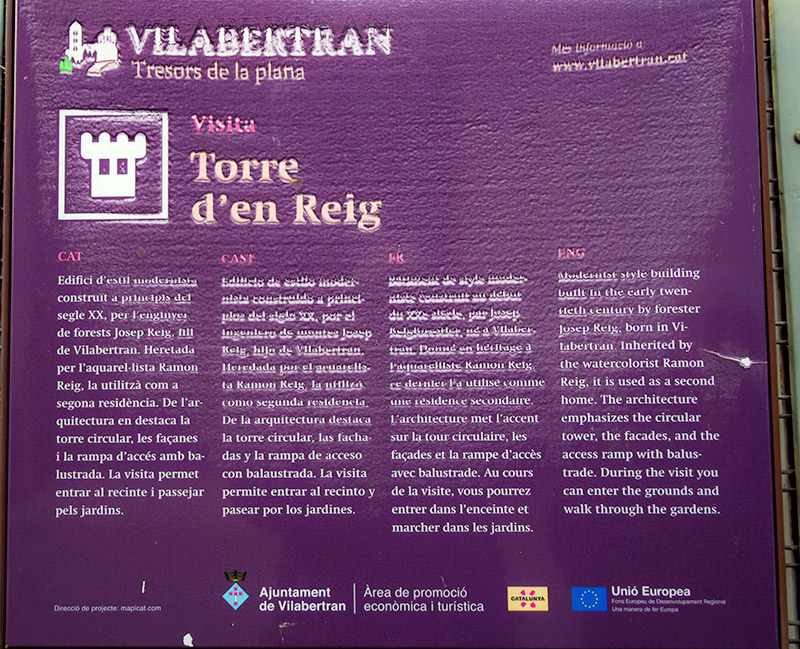 VILABERTRAN
Tresors de la plana
Més informació a:
www.vilabertran.cat
Visita
Torre
d'en Reig
CAT
Edifici d'estil modernista
construït a principis del
segle XX, per l'enginyer
de forests Josep Reig, fill
de Vilabertran. Heretada
per l'aquarel·lista Ramon
Reig, la utilitzà com a
segona residència. De l'ar-
quitectura en destaca la
torre circular, les façanes
i la rampa d'accés amb ba-
lustrada. La visita permet
entrar al recinte i passejar
pels jardins.
CAST
Edificio de estilo moder-
nista construido a princi-
pios del siglo XX, por el
ingeniero de montes Josep
Reig, hijo de Vilabertran.
Heredada por el acuarelis-
ta Ramon Reig, la utilizó
como segunda residencia.
De la arquitectura destaca
la torre circular, las facha-
das y la rampa de acceso
con balaustrada. La visita
permite entrar al recinto y
pasear por los jardines.
FR
Bâtiment de style moder-
niste construit au début
du XXe siècle, par Josep
Reigforestier, né à Vilaber-
tran. Donné en héritage à
l'aquarelliste Ramon Reig,
ce dernier l'a utilisé comme
une résidence secondaire.
L'architecture met l'accent
sur la tour circulaire, les
façades et la rampe d'accès
avec balustrade. Au cours
de la visite, vous pourrez
entrer dans l'enceinte et
marcher dans les jardins.
ENG
Modernist style building
built in the early twen-
tieth century by forester
Josep Reig, born in Vi-
labertran. Inherited by
the watercolorist Ramon
Reig, it is used as a second
home. The architecture
emphasizes the circular
tower, the facades, and the
access ramp with balus-
trade. During the visit you
can enter the grounds and
walk through the gardens.
Direcció de projecte: mapicat.com
Ajuntament
de Vilabertran
Àrea de promoció
econòmica i turística
CATALUNYA
Unió Europea
Fons Europeu de Desenvolupament Regional
Una manera de fer Europa